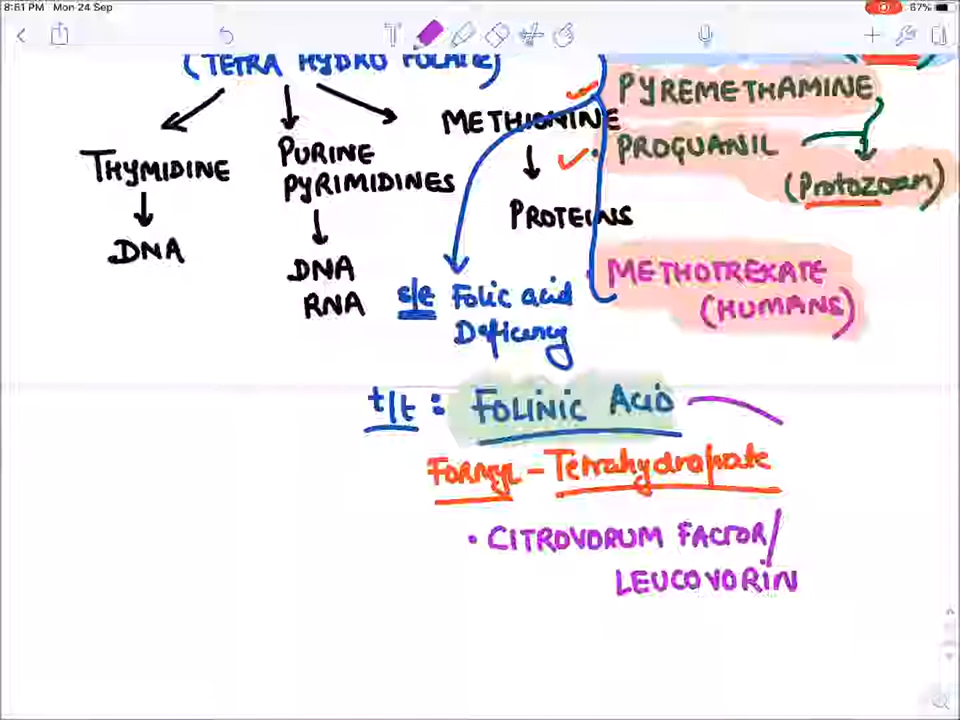 8:51 PM Mon 24 Sep
87%
(TETRA HYDRO FOLATE)
THYMIDINE
DNA
PURINE
PYRIMIDINES
DNA
RNA
METHIONINE
PROTEINS
PYREMETHAMINE
PROGUANIL
(Protozoan)
METHOTREXATE
(HUMANS)
s/e Folic acid
Deficiency
t/t : FOLINIC ACID
FORMYL - Tetrahydrofolate
• CITROVORUM FACTOR/
LEUCOVORIN